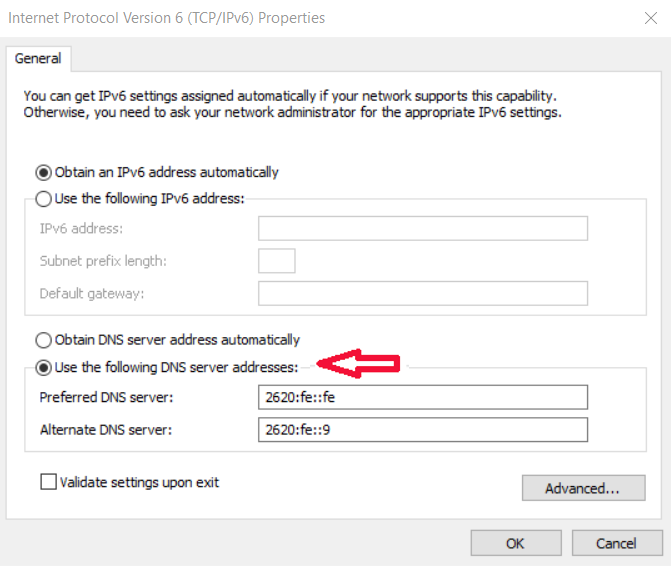 Internet Protocol Version 6 (TCP/IPv6) Properties
General
You can get IPv6 settings assigned automatically if your network supports this capability.
Otherwise, you need to ask your network administrator for the appropriate IPv6 settings.
Obtain an IPv6 address automatically
Use the following IPv6 address:
IPv6 address:
Subnet prefix length:
Default gateway:
Obtain DNS server address automatically
Use the following DNS server addresses:
Preferred DNS server: 2620:fe::fe
Alternate DNS server: 2620:fe::9
Validate settings upon exit
Advanced...
OK Cancel